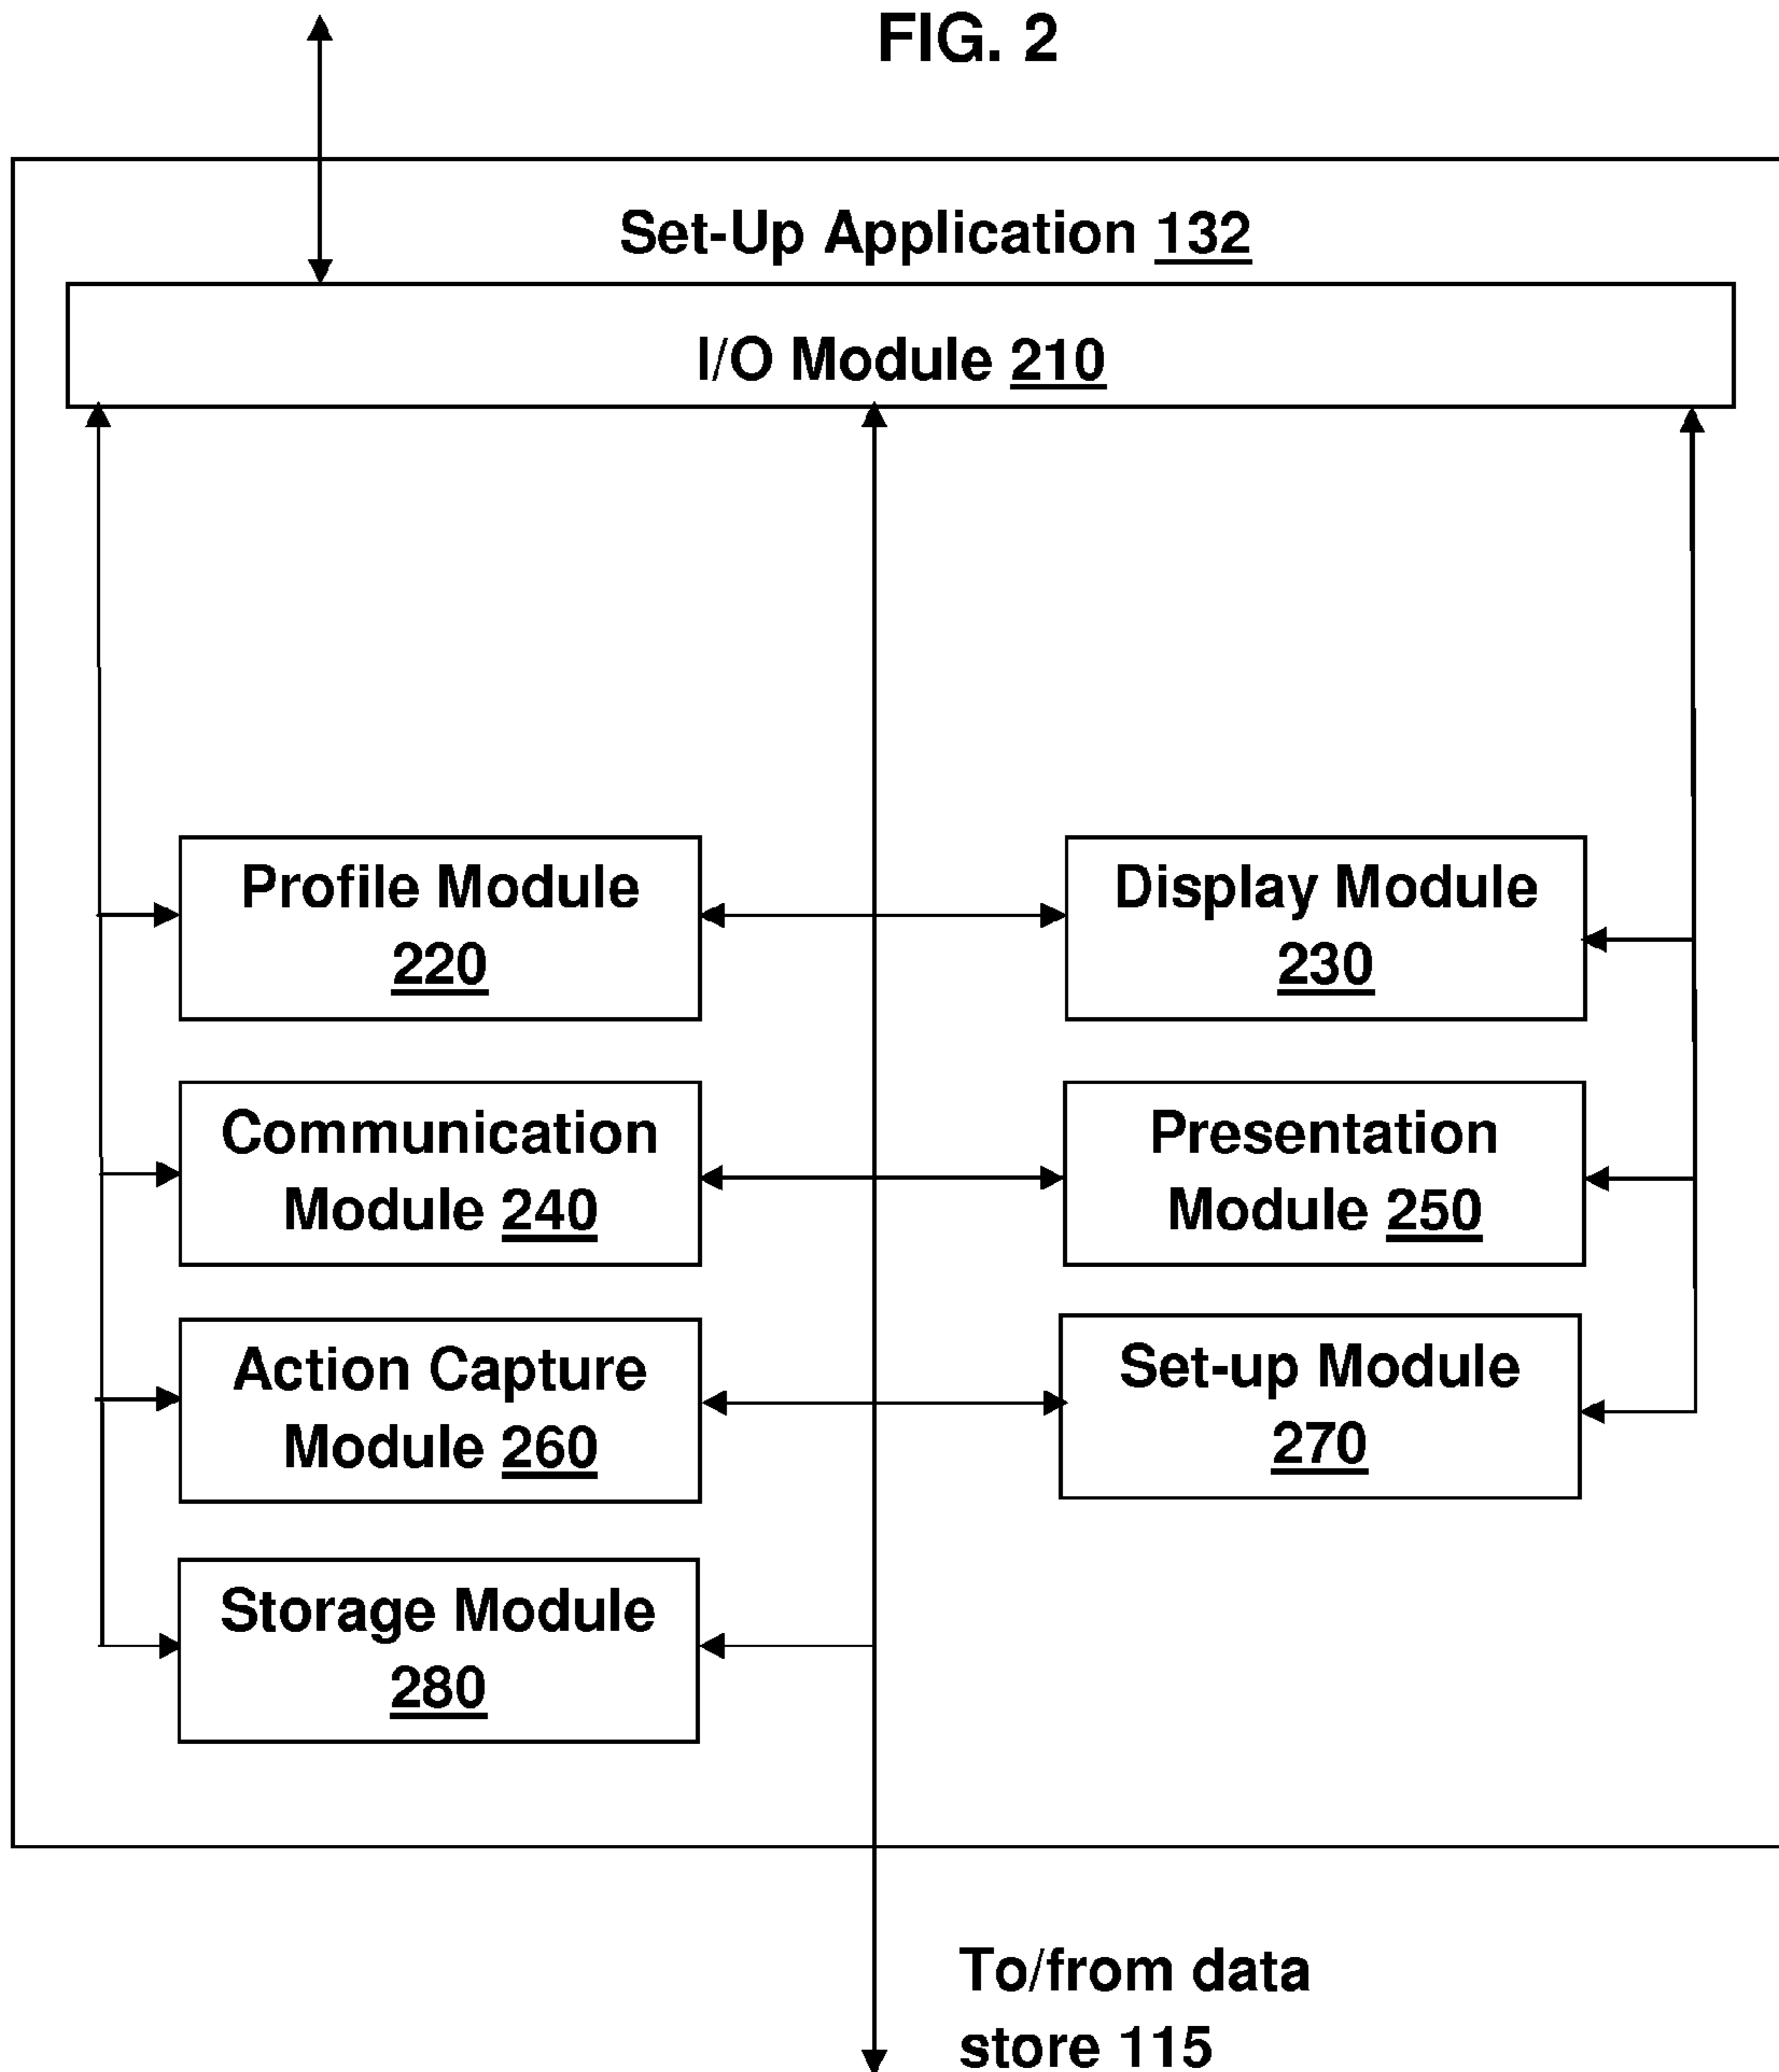 FIG. 2
Set-Up Application 132
I/O Module 210
Profile Module
220
Display Module
230
Communication
Module 240
Presentation
Module 250
Action Capture
Module 260
Set-up Module
270
Storage Module
280
To/from data
store 115